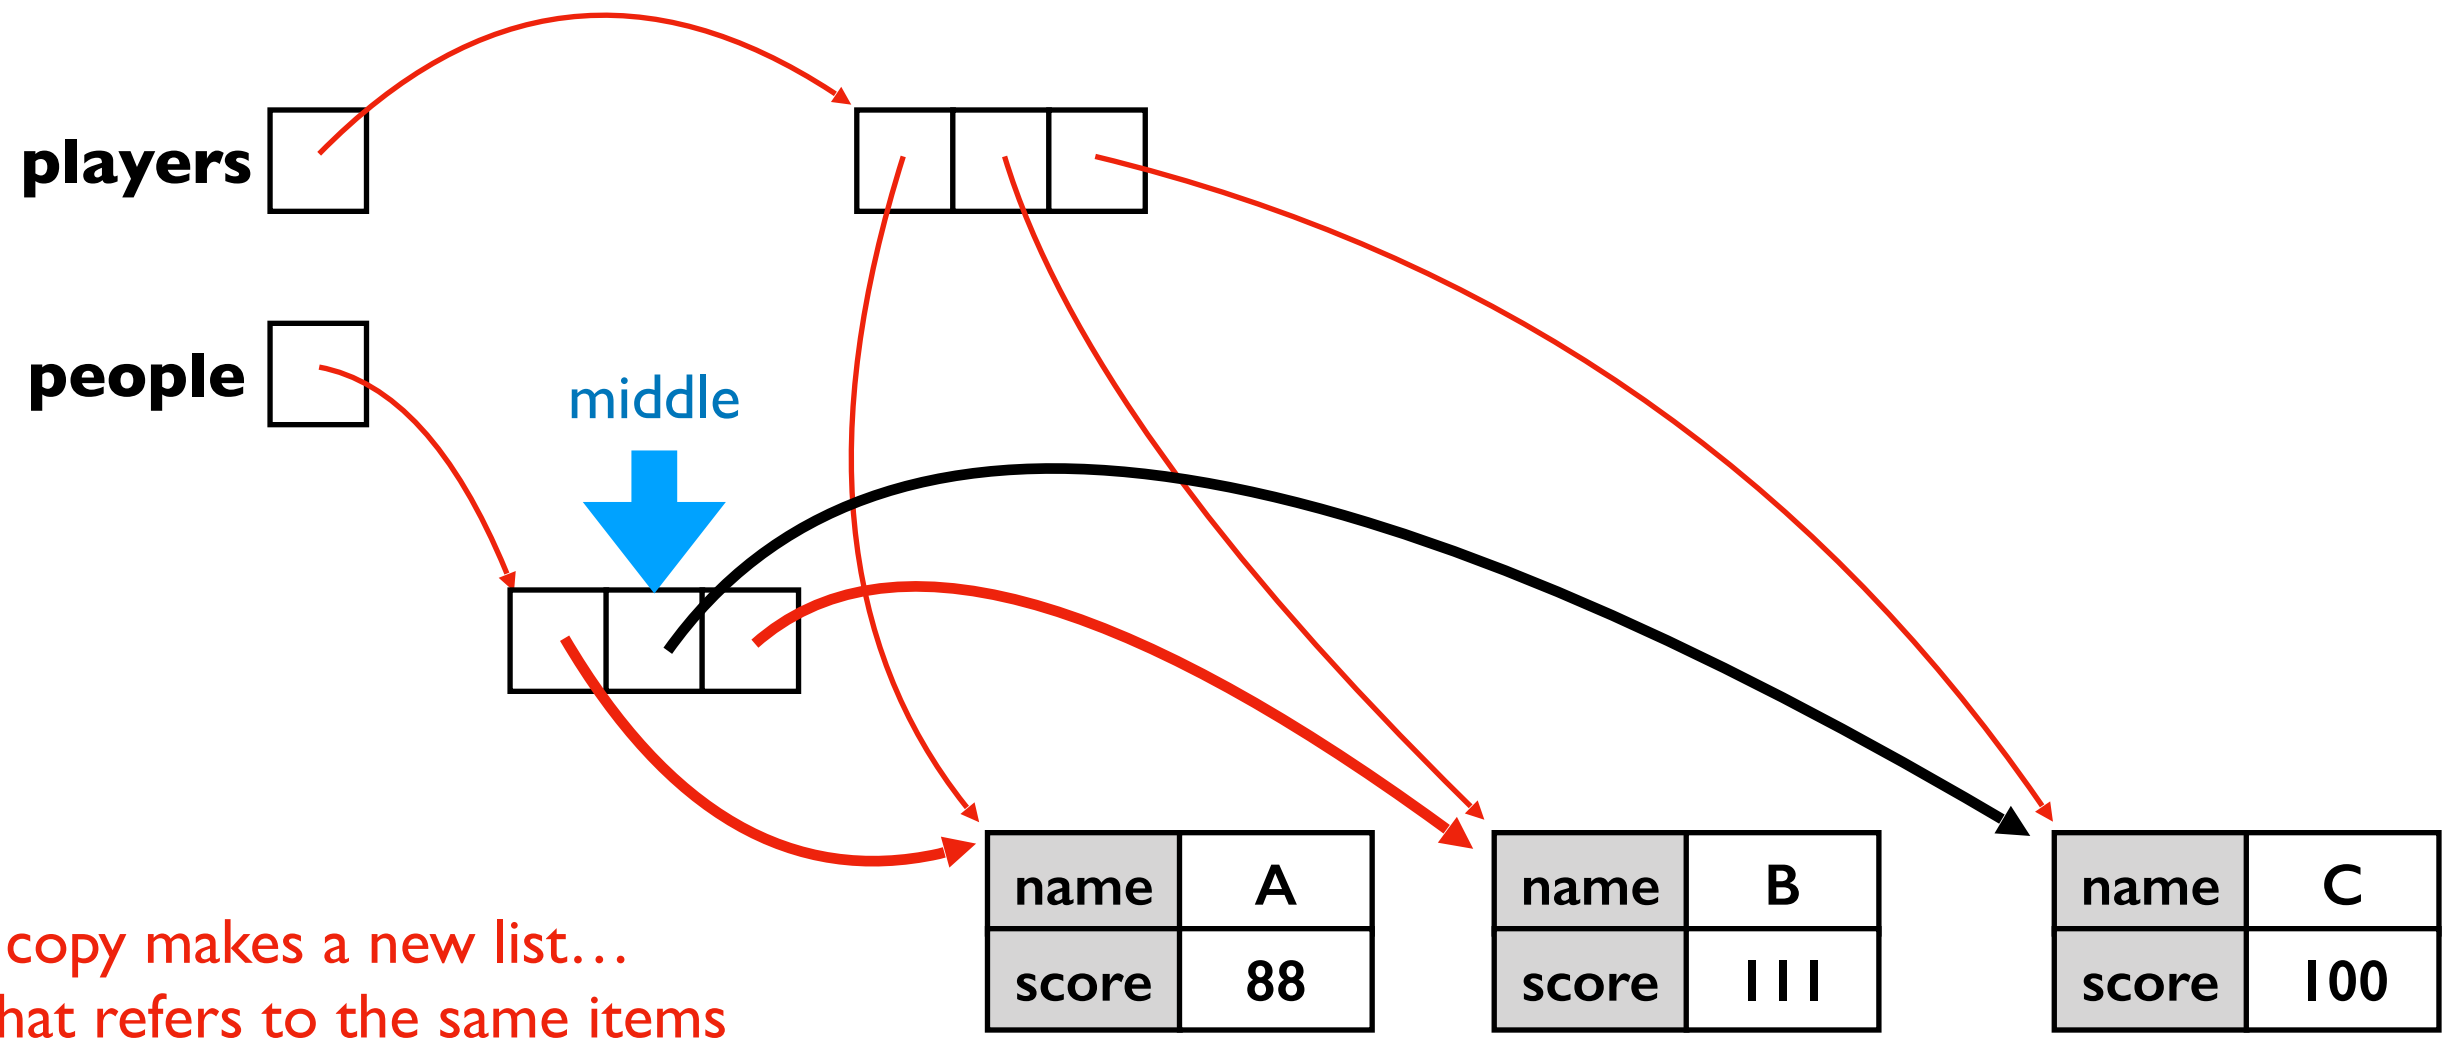 players
people
middle
name A
score 88
name B
score 111
name C
score 100
copy makes a new list…
refers to the same items